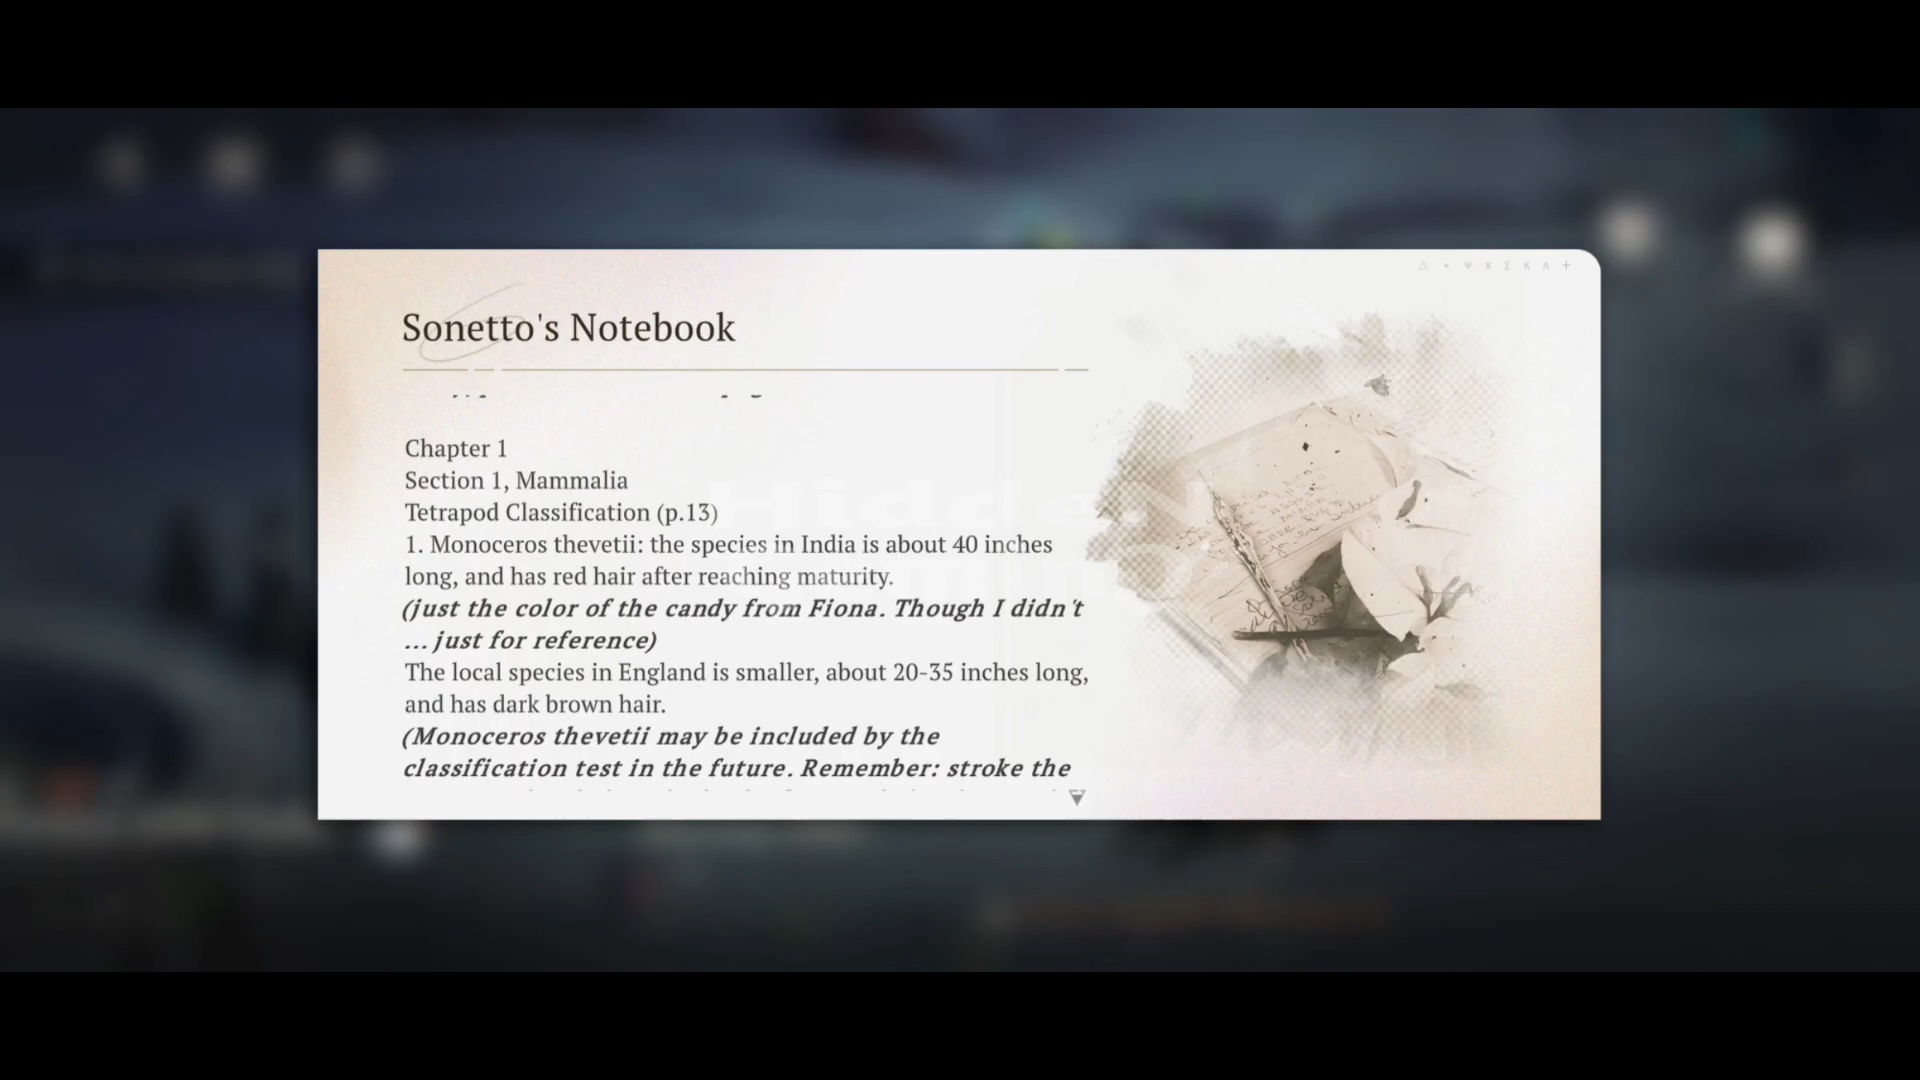 Sonetto's Notebook
Chapter 1
Section 1, Mammalia
Tetrapod Classification (p.13)
1. Monoceros thevetii: the species in India is about 40 inches
long, and has red hair after reaching maturity.
(just the color of the candy from Fiona. Though I didn't
... just for reference)
The local species in England is smaller, about 20-35 inches long,
and has dark brown hair.
(Monoceros thevetii may be included by the
classification test in the future. Remember: stroke the